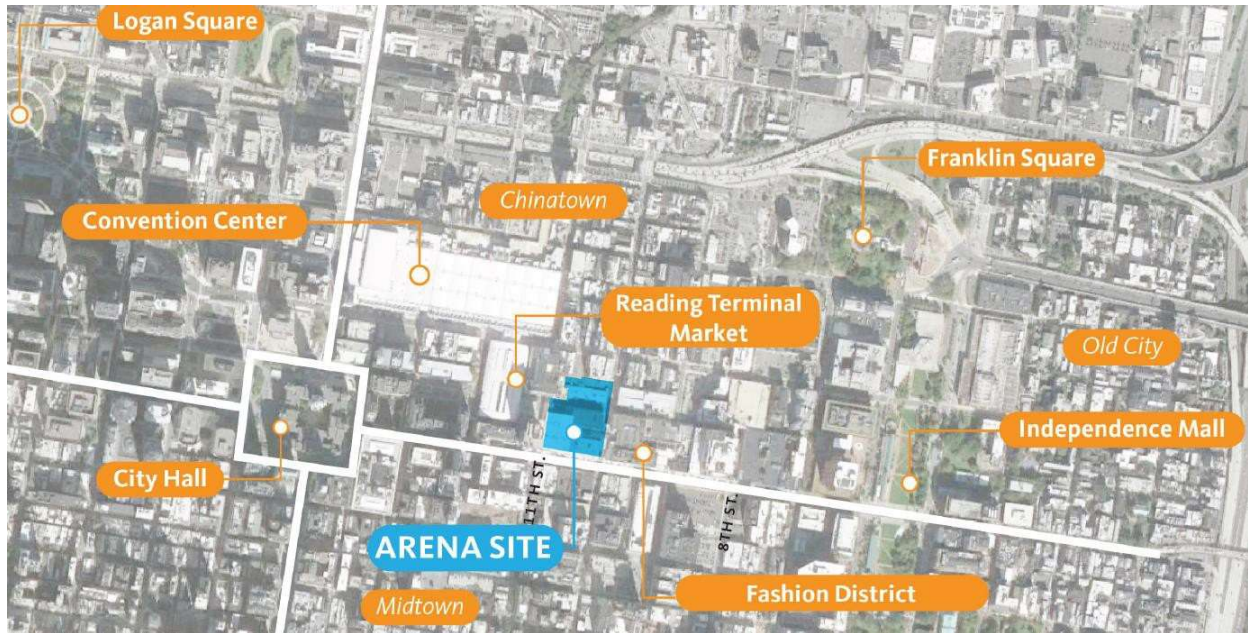 Logan Square
Franklin Square
Chinatown
Convention Center
Reading Terminal
Market
Old City
Independence Mall
City Hall
11TH ST.
8TH ST.
ARENA SITE
Fashion District
Midtown